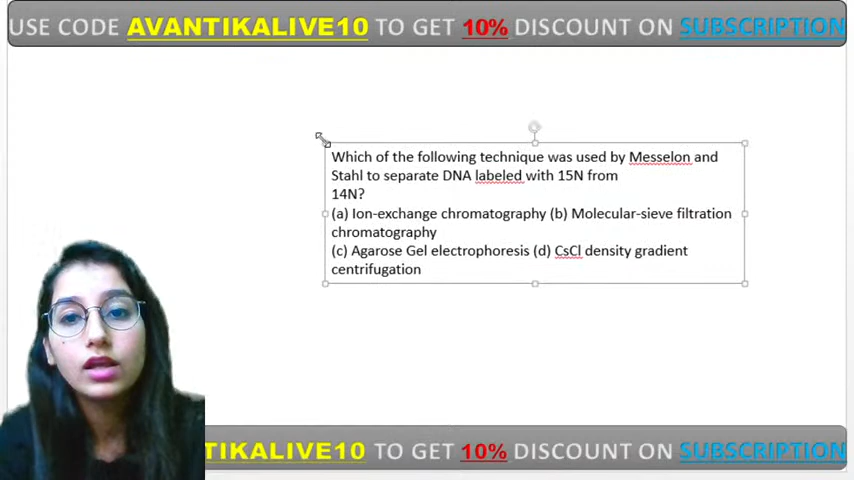 USE CODE AVANTIKALIVE10 TO GET 10% DISCOUNT ON SUBSCRIPTION
Which of the following technique was used by Messelon and
Stahl to separate DNA labeled with 15N from
14N?
(a) Ion-exchange chromatography (b) Molecular-sieve filtration
chromatography
(c) Agarose Gel electrophoresis (d) CsCl density gradient
centrifugation
TIKALIVE10 TO GET 10% DISCOUNT ON SUBSCRIPTION